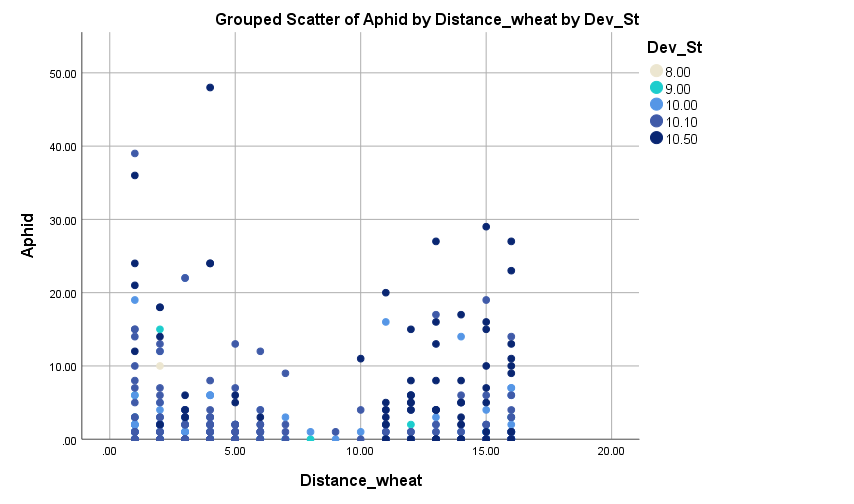 Grouped Scatter of Aphid by Distance_wheat by Dev_St
Dev_St
8.00
9.00
10.00
10.10
10.50
Aphid
50.00
40.00
30.00
20.00
10.00
.00
.00 5.00 10.00 15.00 20.00
Distance_wheat